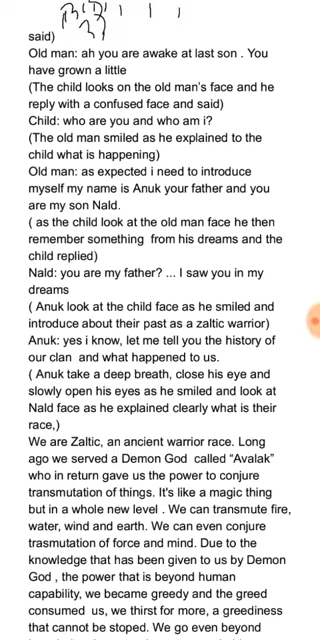 said)
Old man: ah you are awake at last son . You
have grown a little
(The child looks on the old man's face and he
reply with a confused face and said)
Child: who are you and who am i?
(The old man smiled as he explained to the
child what is happening)
Old man: as expected i need to introduce
myself my name is Anuk your father and you
are my son Nald.
( as the child look at the old man face he then
remember something  from his dreams and the
child replied)
Nald: you are my father? ... I saw you in my
dreams
( Anuk look at the child face as he smiled and
introduce about their past as a zaltic warrior)
Anuk: yes i know, let me tell you the history of
our clan  and what happened to us.
( Anuk take a deep breath, close his eye and
slowly open his eyes as he smiled and look at
Nald face as he explained clearly what is their
race,)
We are Zaltic, an ancient warrior race. Long
ago we served a Demon God  called “Avalak”
who in return gave us the power to conjure
transmutation of things. It's like a magic thing
but in a whole new level . We can transmute fire,
water, wind and earth. We can even conjure
trasmutation of force and mind. Due to the
knowledge that has been given to us by Demon
God , the power that is beyond human
capability, we became greedy and the greed
consumed  us, we thirst for more, a greediness
that cannot be stoped. We go even beyond